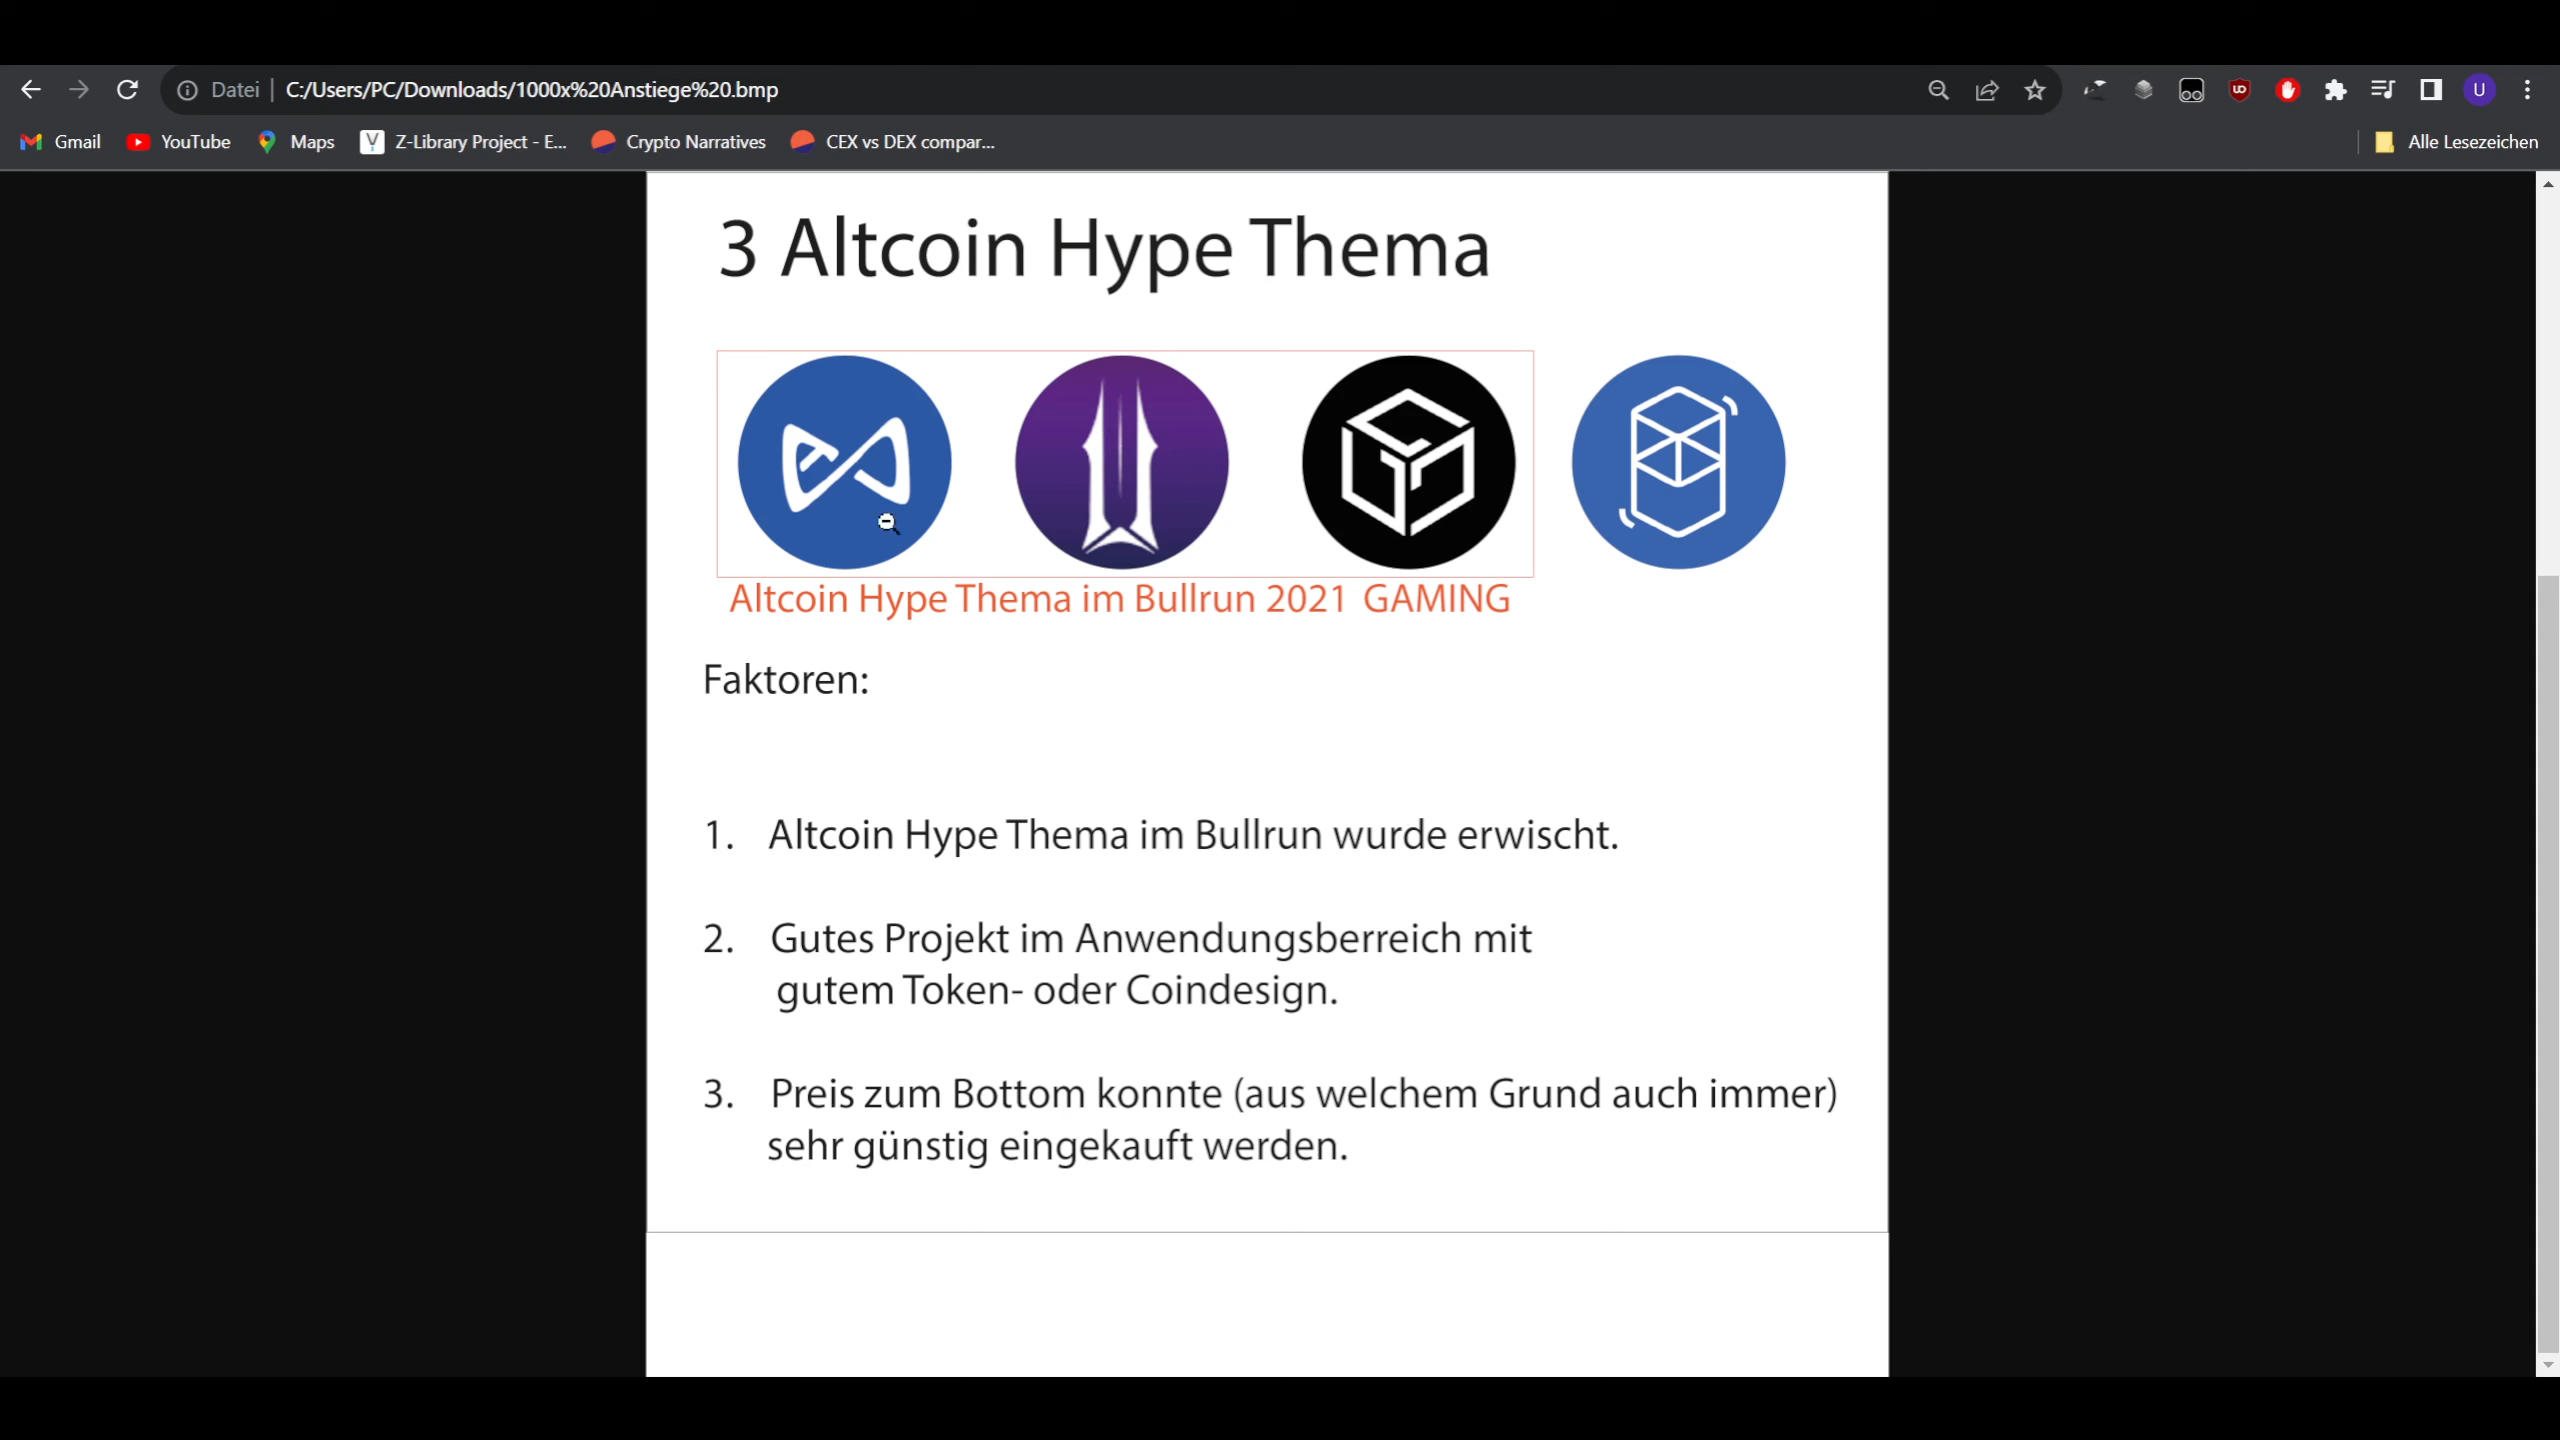 Datei C:/Users/PC/Downloads/1000x%20Anstiege%20.bmp
U
Gmail YouTube Maps Z-Library Project - E... Crypto Narratives CEX vs DEX compar... Alle Lesezeichen
3 Altcoin Hype Thema
Altcoin Hype Thema im Bullrun 2021 GAMING
Faktoren:
1. Altcoin Hype Thema im Bullrun wurde erwischt.
2. Gutes Projekt im Anwendungsberreich mit
gutem Token- oder Coindesign.
3. Preis zum Bottom konnte (aus welchem Grund auch immer)
sehr günstig eingekauft werden.